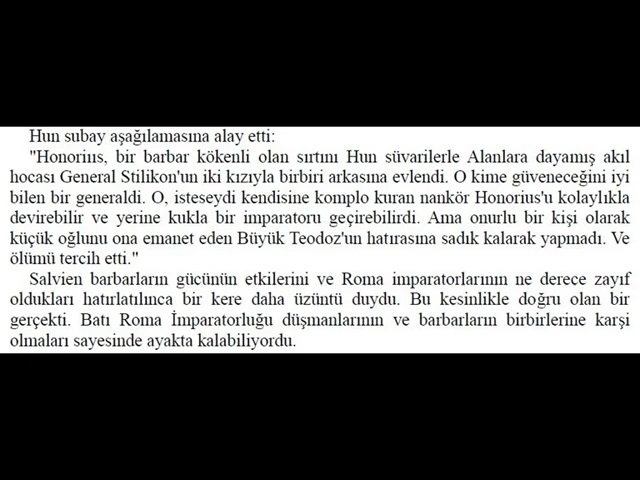 Hun subay aşağılamasına alay etti:
"Honoriııs, bir barbar kökenli olan sırtını Hun süvarilerle Alanlara dayamış akıl
hocası General Stilikon'un iki kızıyla birbiri arkasına evlendi. O kime güveneceğini iyi
bilen bir generaldi. O, isteseydi kendisine komplo kuran nankör Honorius'u kolaylıkla
devirebilir ve yerine kukla bir imparatoru geçirebilirdi. Ama onurlu bir kişi olarak
küçük oğlunu ona emanet eden Büyük Teodoz'un hatırasına sadık kalarak yapmadı. Ve
ölümü tercih etti."
Salvien barbarların gücünün etkilerini ve Roma imparatorlarının ne derece zayıf
oldukları hatırlatılınca bir kere daha üzüntü duydu. Bu kesinlikle doğru olan bir
gerçekti. Batı Roma İmparatorluğu düşmanlarının ve barbarların birbirlerine karşi
olmaları sayesinde ayakta kalabiliyordu.